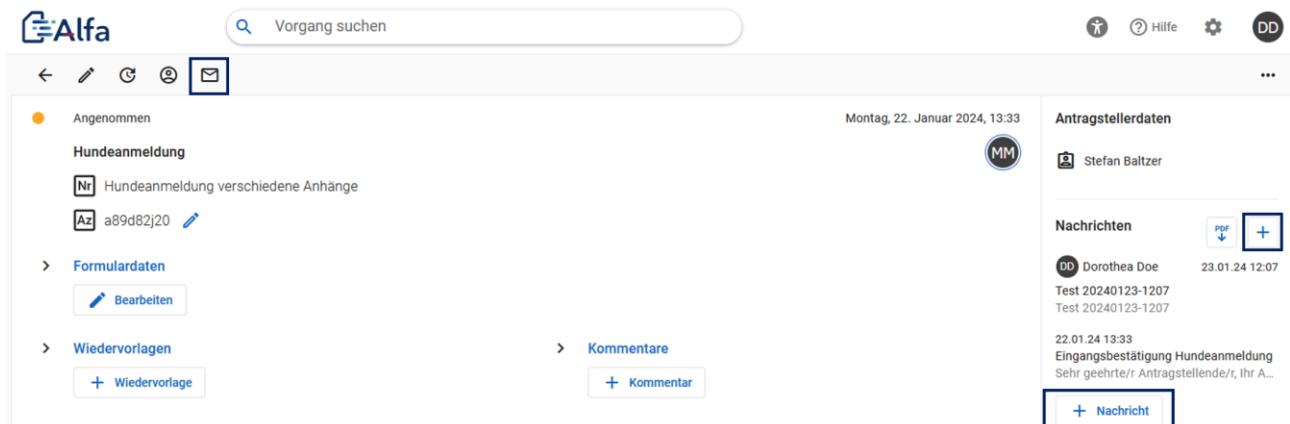 Alfa
Vorgang suchen
Hilfe
DD
Angenommen
Montag, 22. Januar 2024, 13:33
Hundeanmeldung
MM
Nr Hundeanmeldung verschiedene Anhänge
Az a89d82j20
Formulardaten
Bearbeiten
Wiedervorlagen
+ Wiedervorlage
Kommentare
+ Kommentar
Antragstellerdaten
Stefan Baltzer
Nachrichten
PDF
+
DD Dorothea Doe 23.01.24 12:07
Test 20240123-1207
Test 20240123-1207
22.01.24 13:33
Eingangsbestätigung Hundeanmeldung
Sehr geehrte/r Antragstellende/r, Ihr A...
+ Nachricht